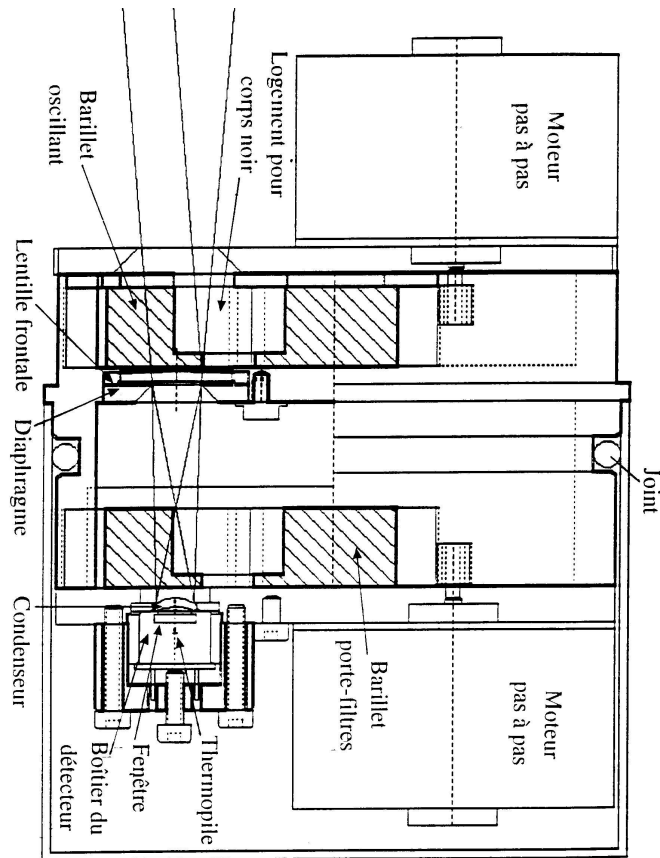 Moteur
pas à pas
Logement pour
corps noir
Barillet
oscillant
Lentille frontale
Diaphragme
Joint
Condenseur
Barillet
porte-filtres
Moteur
pas à pas
Thermopile
Fenêtre
Boîtier du
détecteur